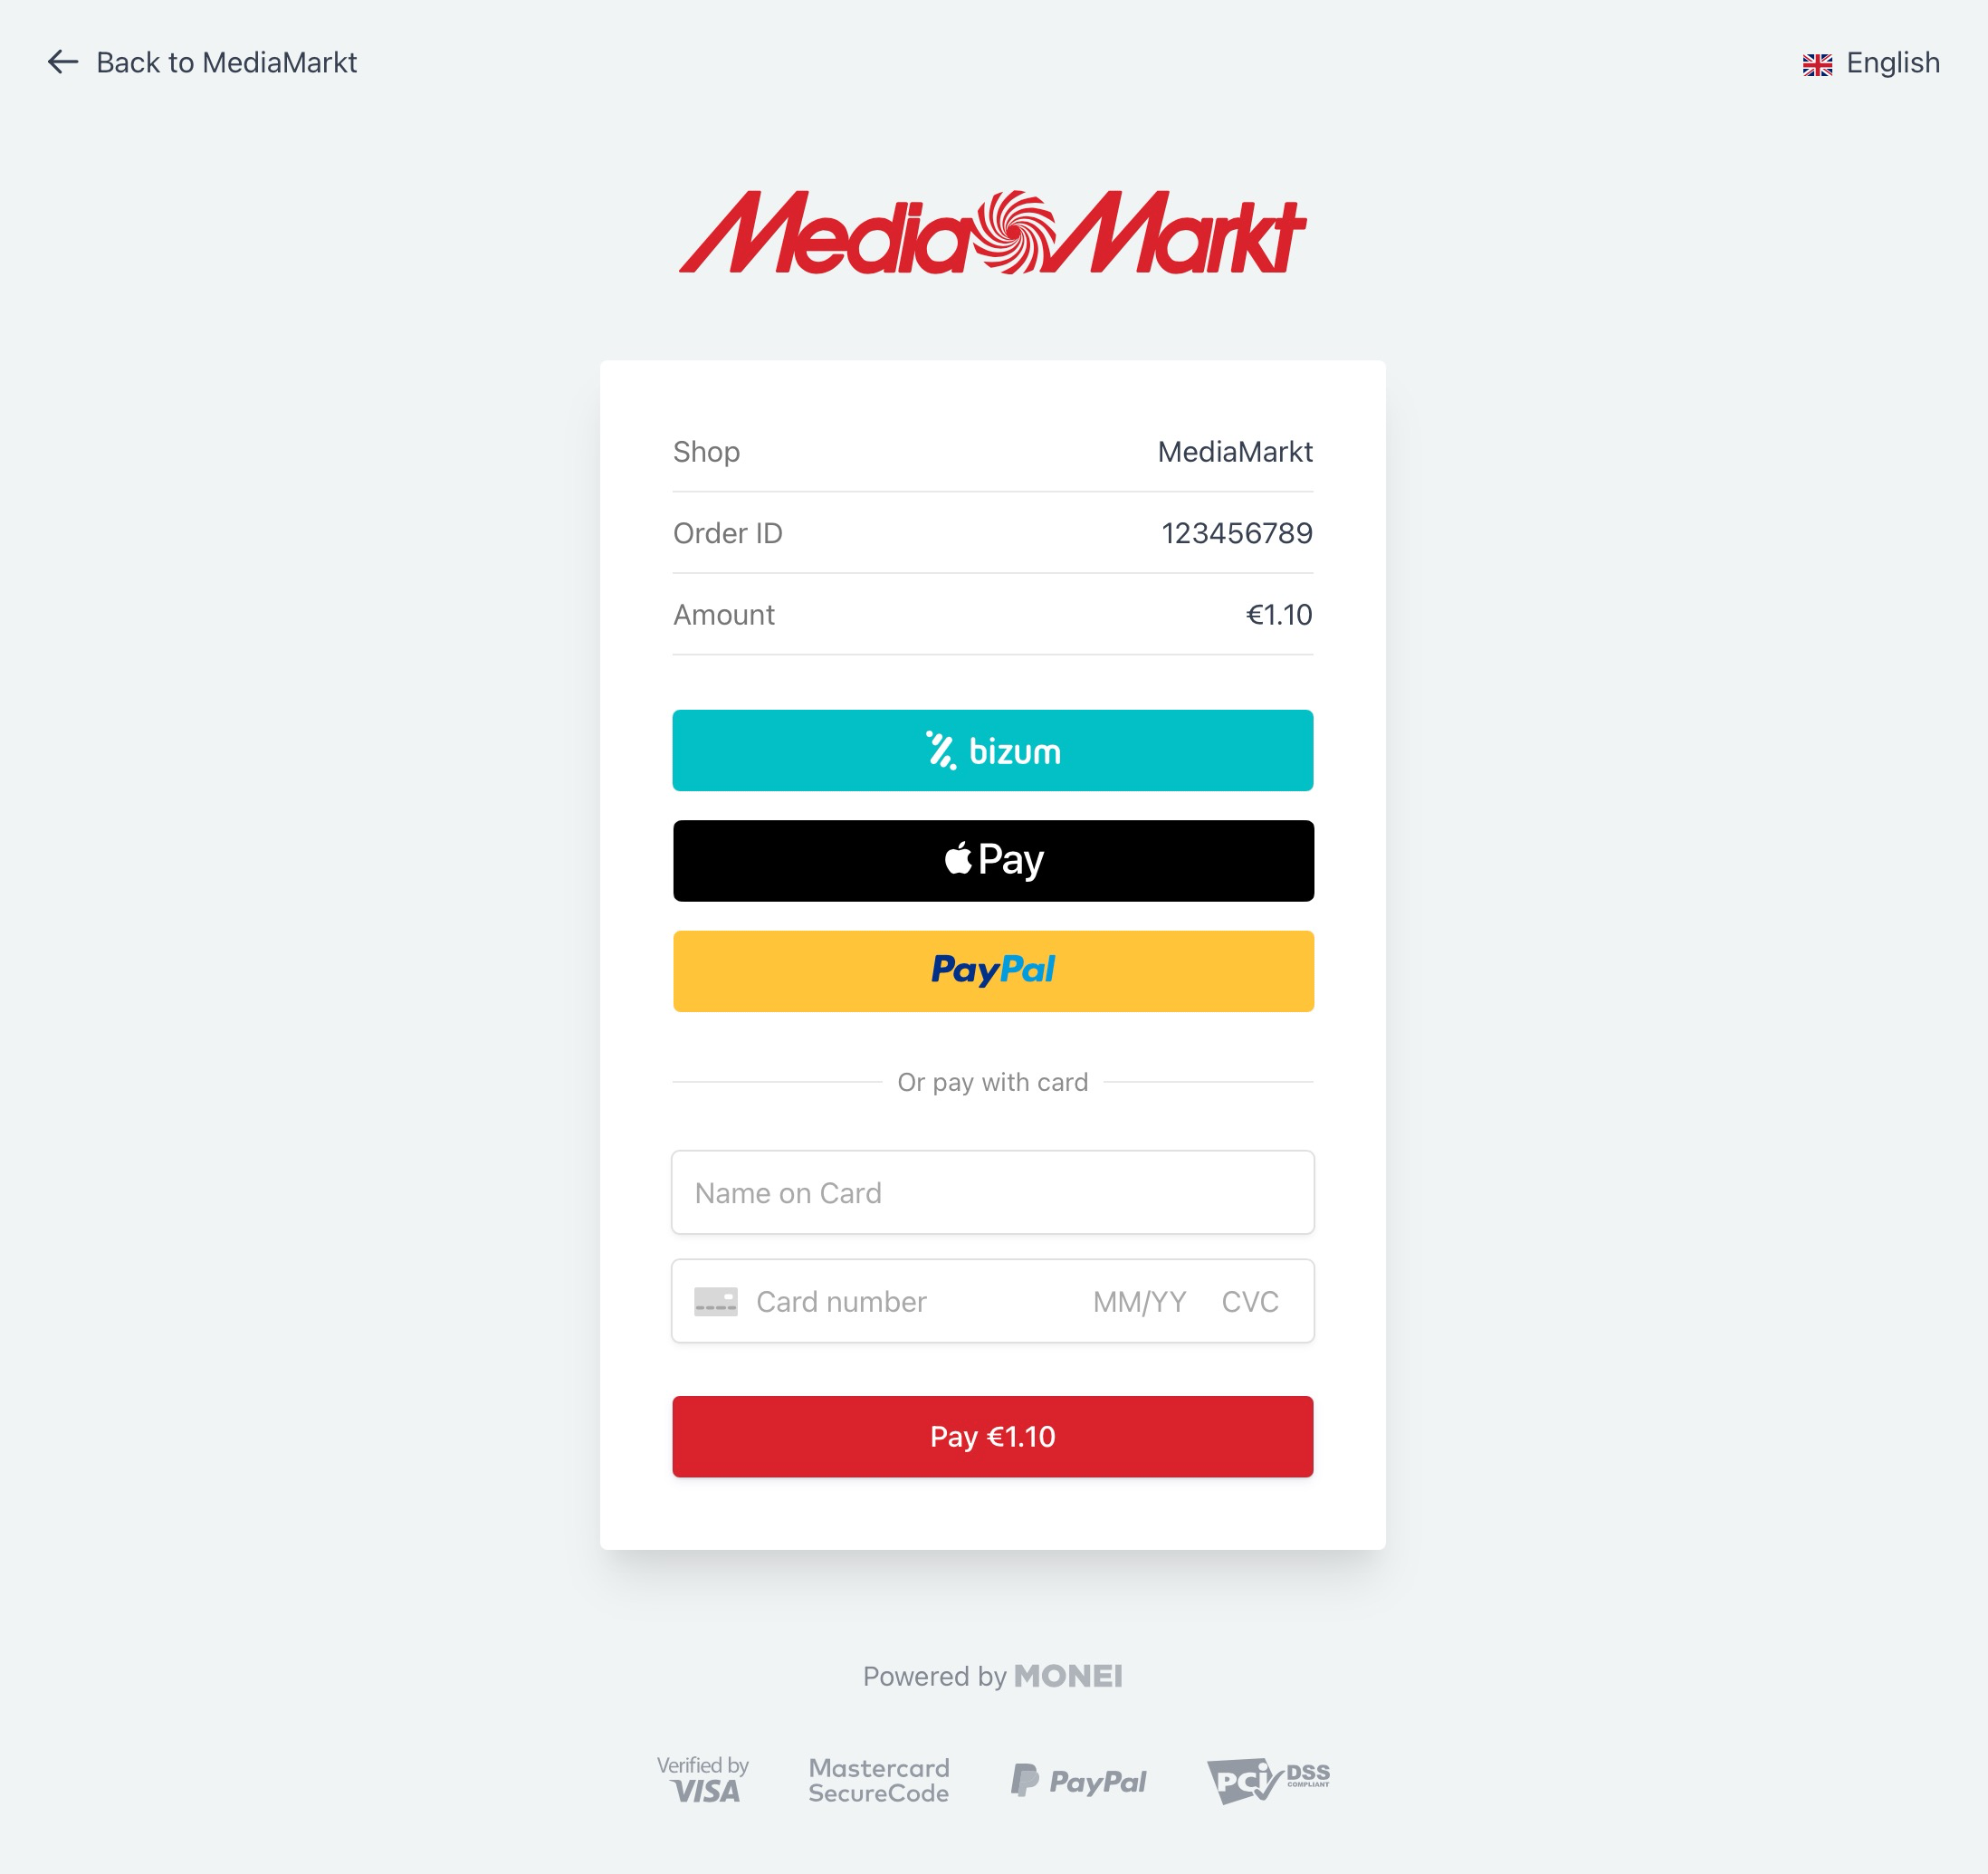 Back to MediaMarkt
English
MediaMarkt
Shop MediaMarkt
Order ID 123456789
Amount €1.10
bizum
Pay
PayPal
Or pay with card
Name on Card
Card number MM/YY CVC
Pay €1.10
Powered by MONEI
Verified by
VISA
Mastercard
SecureCode
PayPal
PCI DSS
COMPLIANT